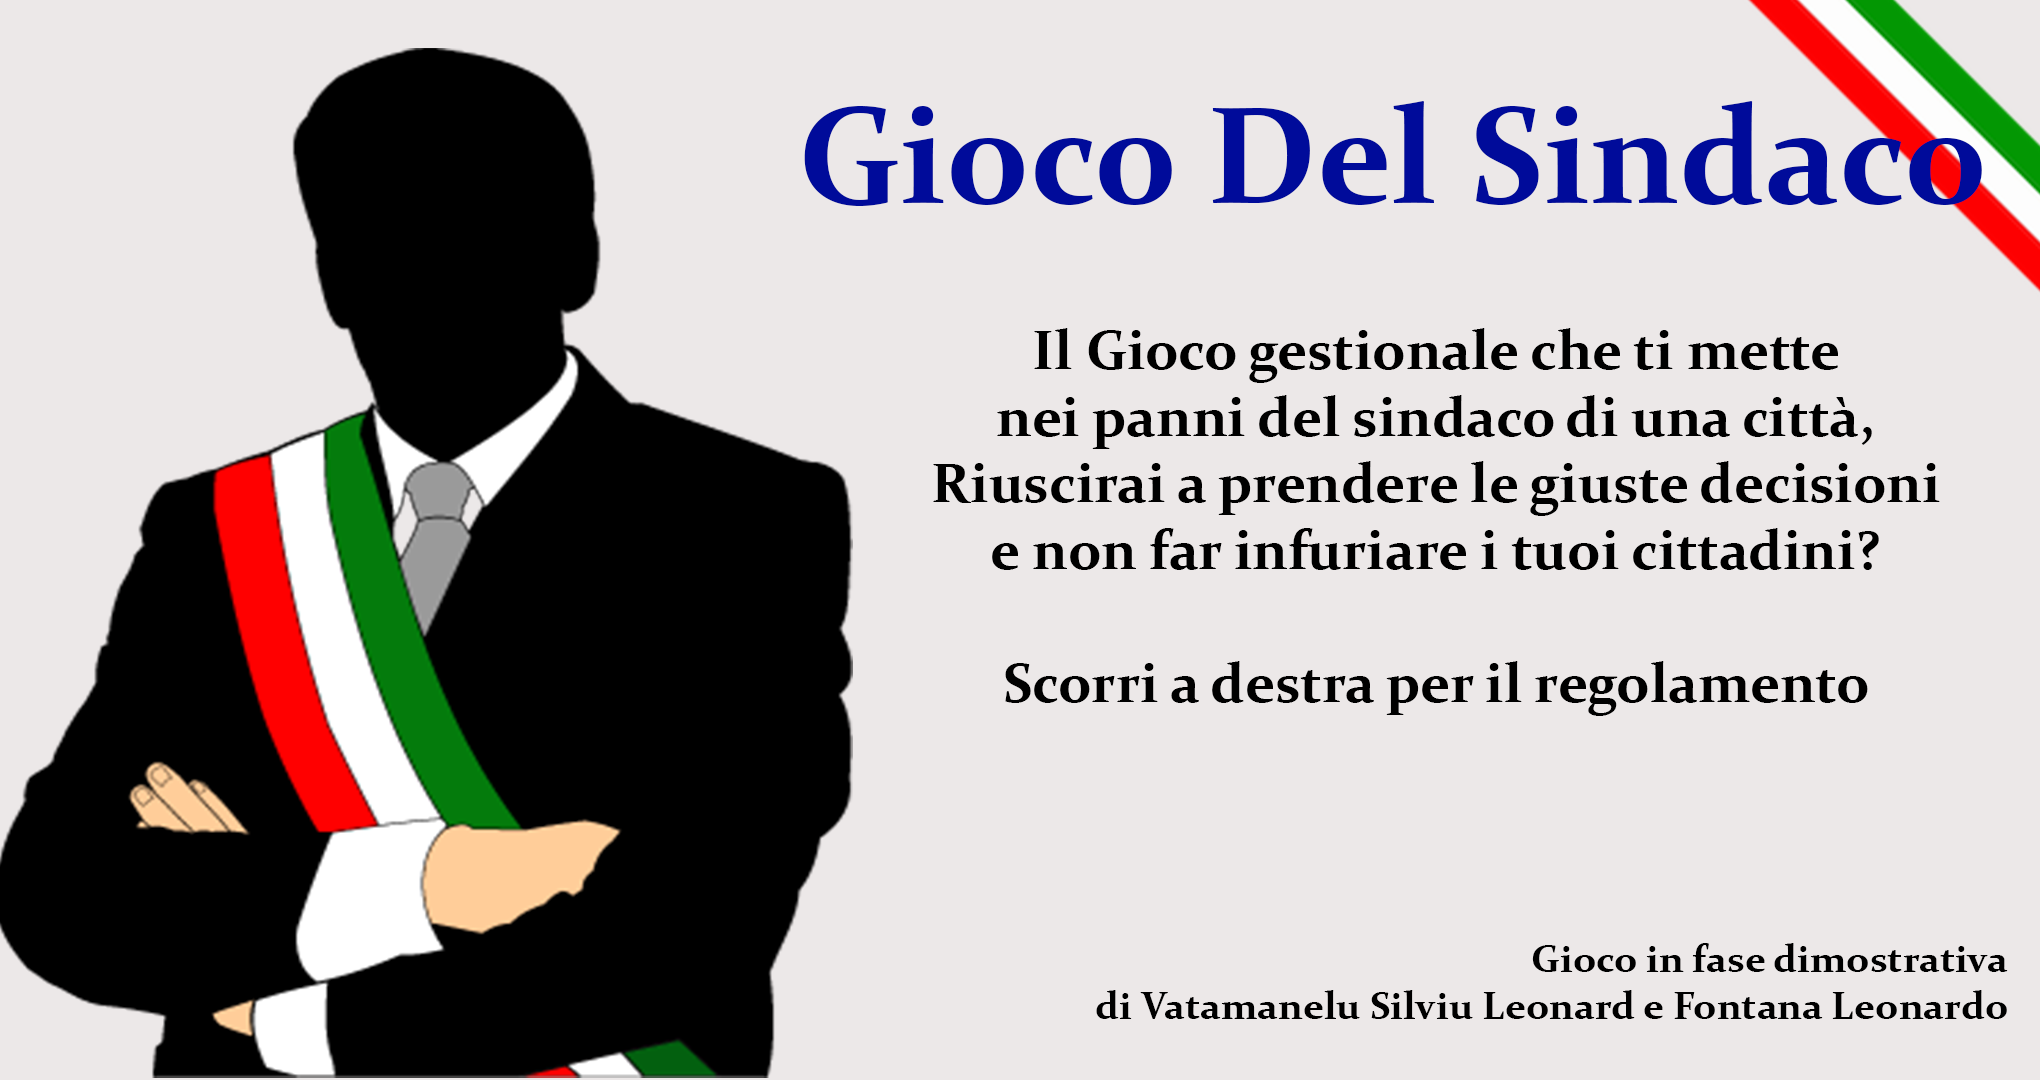 Gioco Del Sindaco
Il Gioco gestionale che ti mette
nei panni del sindaco di una città,
Riuscirai a prendere le giuste decisioni
e non far infuriare i tuoi cittadini?
Scorri a destra per il regolamento
Gioco in fase dimostrativa
di Vatamanelu Silviu Leonard e Fontana Leonardo